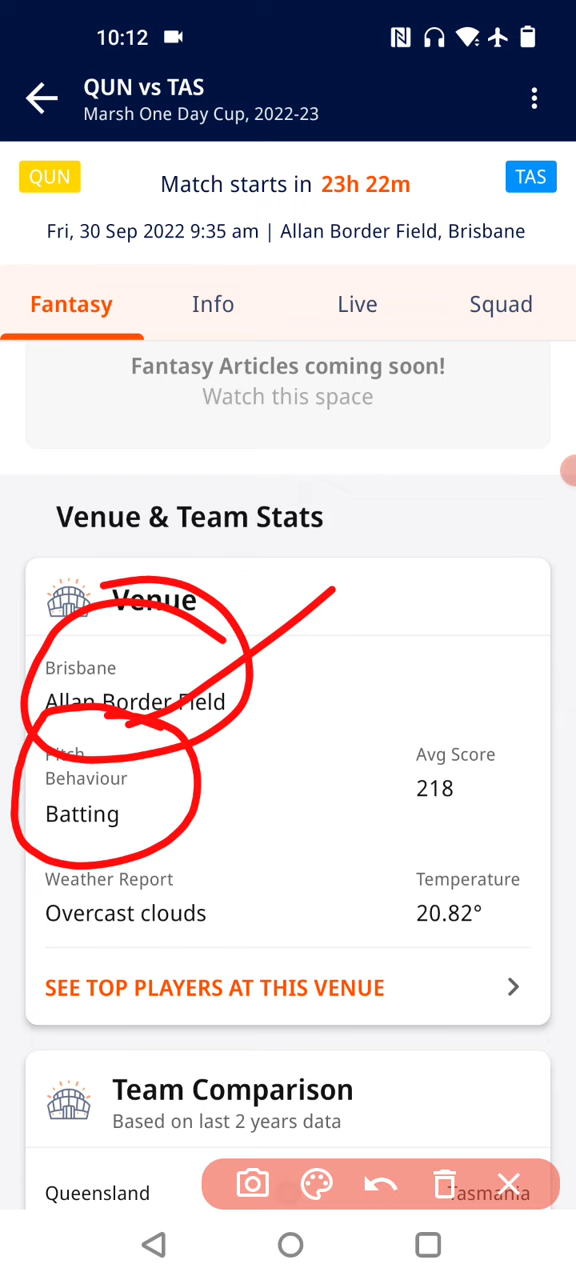 10:12
QUN vs TAS
Marsh One Day Cup, 2022-23
QUN
Match starts in 23h 22m
TAS
Fri, 30 Sep 2022 9:35 am | Allan Border Field, Brisbane
Fantasy
Info
Live
Squad
Fantasy Articles coming soon!
Watch this space
Venue & Team Stats
Venue
Brisbane
Allan Border Field
Pitch
Behaviour
Batting
Avg Score
218
Weather Report
Overcast clouds
Temperature
20.82°
SEE TOP PLAYERS AT THIS VENUE
Team Comparison
Based on last 2 years data
Queensland
Tasmania